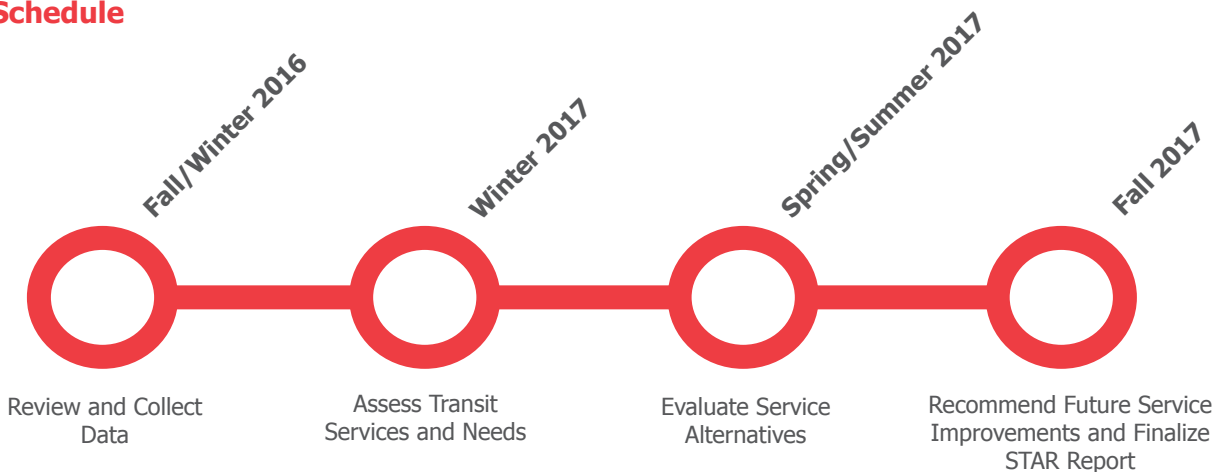 Schedule
Fall/Winter 2016
Winter 2017
Spring/Summer 2017
Fall 2017
Review and Collect
Data
Assess Transit
Services and Needs
Evaluate Service
Alternatives
Recommend Future Service
Improvements and Finalize
STAR Report